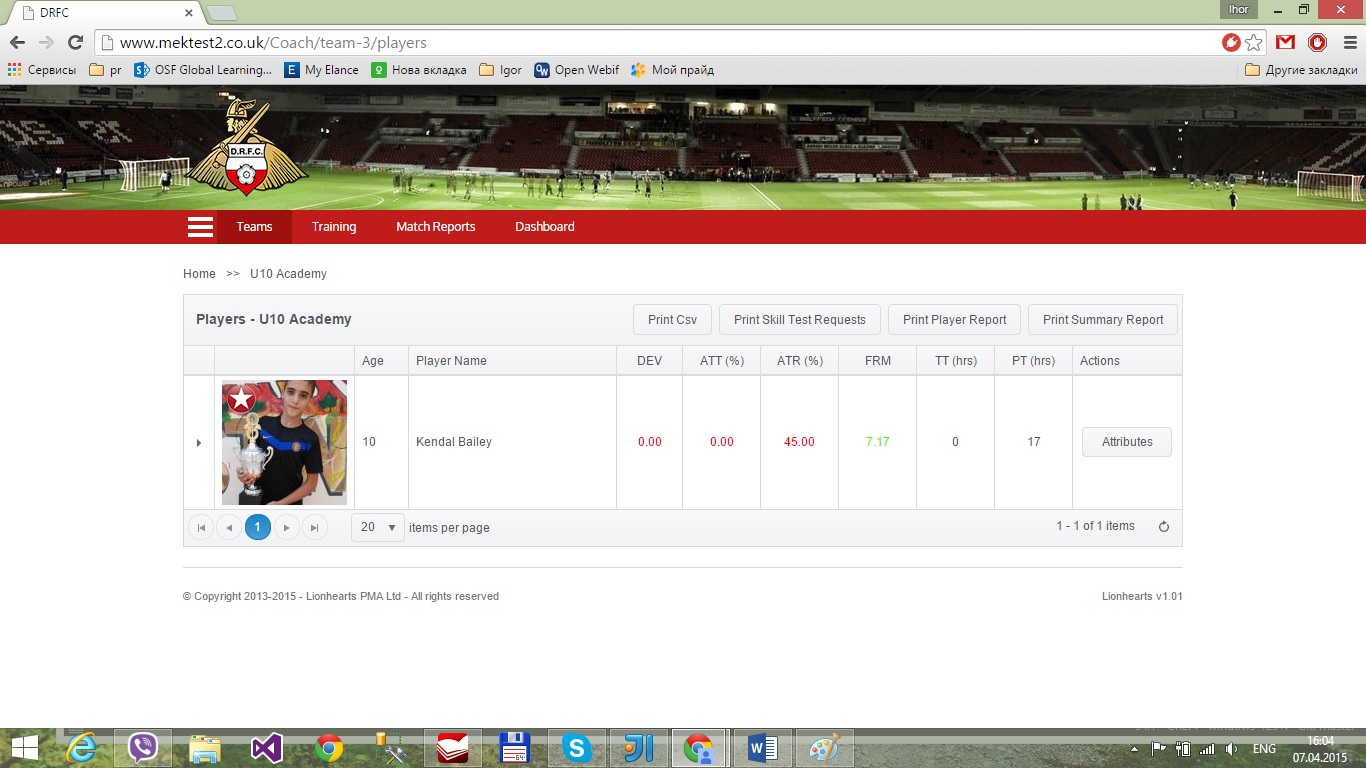 DRFC
Ihor
www.mektest2.co.uk/Coach/team-3/players
Сервисы pr OSF Global Learning... My Elance Нова вкладка Igor Open Webif Мой прайд Другие закладки
D.R.F.C.
Teams Training Match Reports Dashboard
Home >> U10 Academy
Players - U10 Academy Print Csv Print Skill Test Requests Print Player Report Print Summary Report
Age Player Name DEV ATT (%) ATR (%) FRM TT (hrs) PT (hrs) Actions
10 Kendal Bailey 0.00 0.00 45.00 7.17 0 17 Attributes
1 20 items per page 1 - 1 of 1 items
© Copyright 2013-2015 - Lionhearts PMA Ltd - All rights reserved Lionhearts v1.01
ENG 16:04
07.04.2015